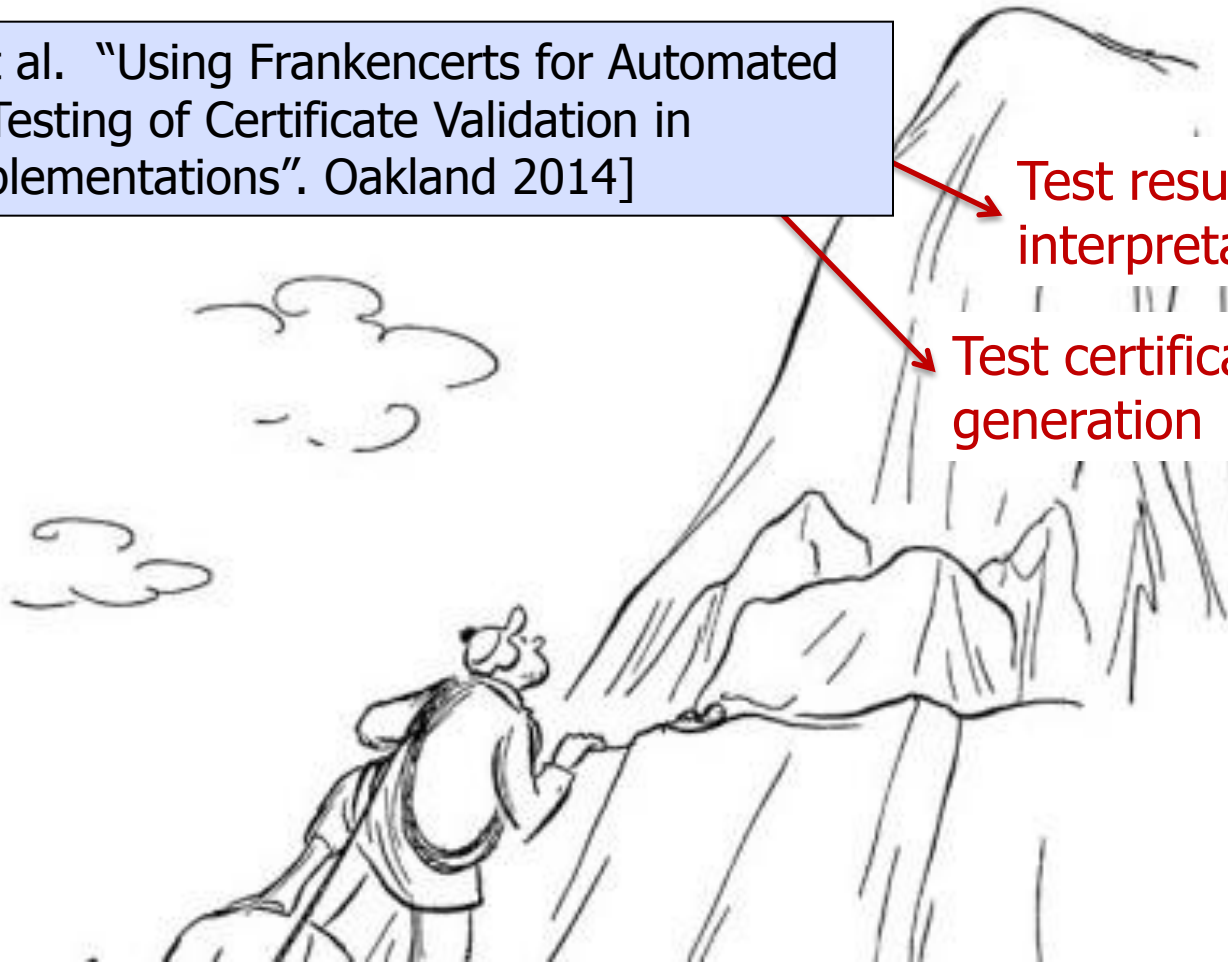 al. “Using Frankencerts for Automated
Testing of Certificate Validation in
plementations”. Oakland 2014]
Test resu
interpreta
Test certifica
generation